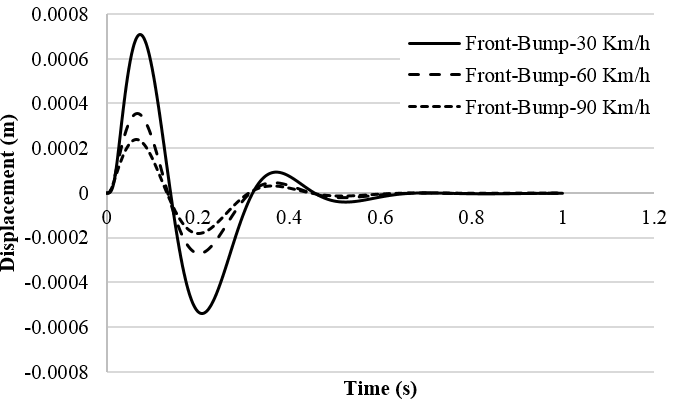 0.0008
0.0006
0.0004
0.0002
0
-0.0002
-0.0004
-0.0006
-0.0008
Displacement (m)
Front-Bump-30 Km/h
Front-Bump-60 Km/h
Front-Bump-90 Km/h
0 0.2 0.4 0.6 0.8 1 1.2
Time (s)